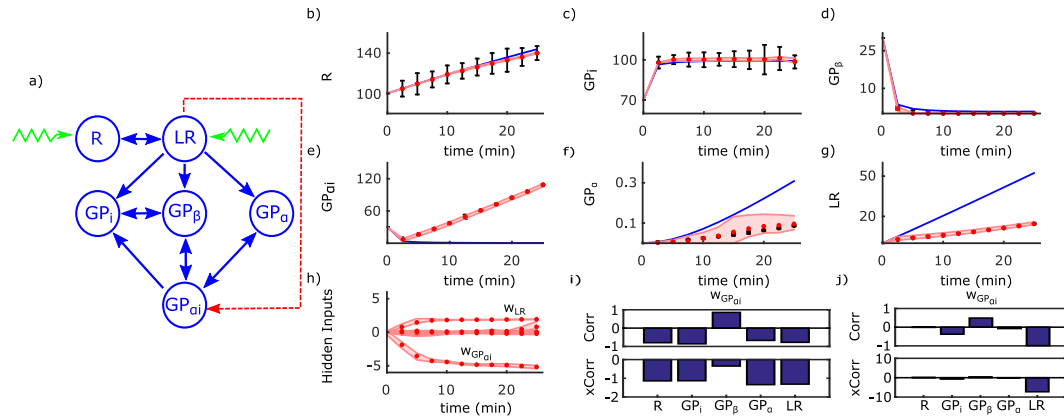 a)
R
LR
GPi
GPβ
GPα
GPαi
b)
R
140
100
0
10
20
time (min)
c)
GPi
100
70
0
10
20
time (min)
d)
GPβ
25
10
0
10
20
time (min)
e)
GPαi
120
60
0
10
20
time (min)
f)
GPα
0.3
0.1
0
10
20
time (min)
g)
LR
50
20
0
10
20
time (min)
h)
Hidden Inputs
5
0
-5
wLR
wGPαi
0
10
20
time (min)
i)
wGPαi
Corr
1
0
-1
xCorr
0
-1
-2
R GPi GPβ GPα LR
j)
wGPαi
Corr
1
0
-1
xCorr
10
0
-10
R GPi GPβ GPα LR